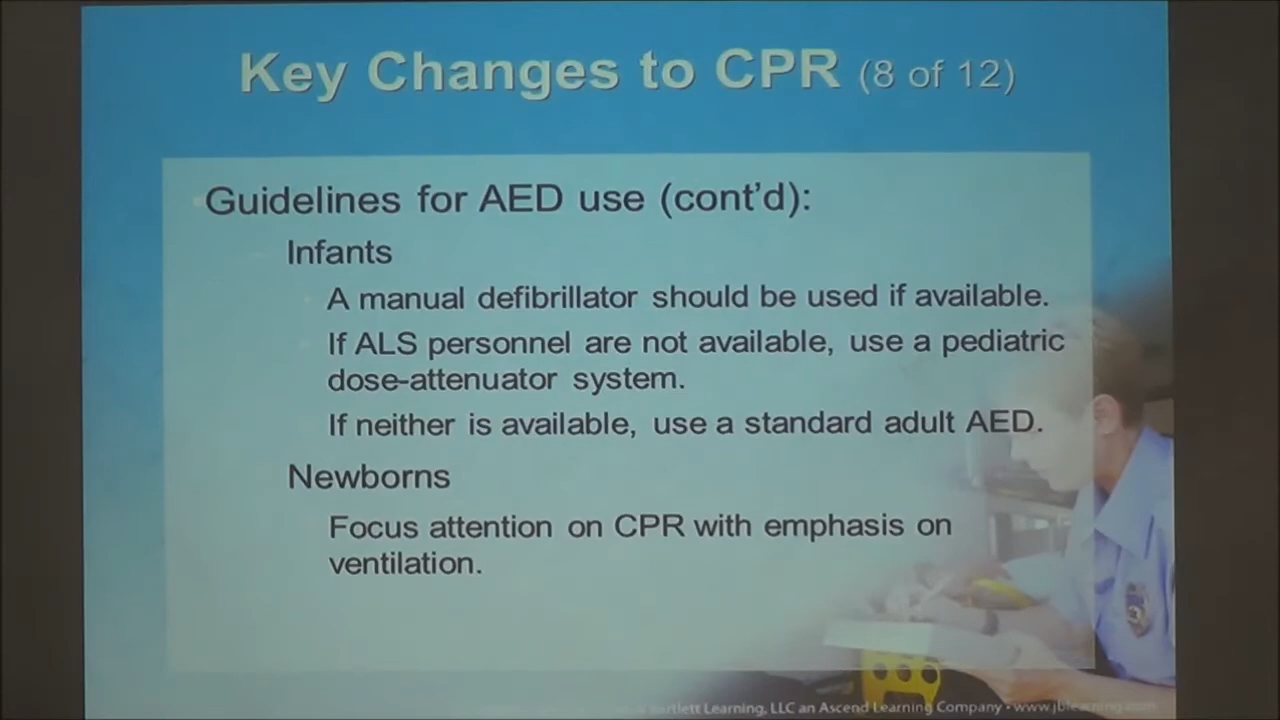 Key Changes to CPR (8 of 12)
Guidelines for AED use (cont'd):
Infants
A manual defibrillator should be used if available.
If ALS personnel are not available, use a pediatric
dose-attenuator system.
If neither is available, use a standard adult AED.
Newborns
Focus attention on CPR with emphasis on
ventilation.
Learning, LLC an Ascend Learning Company • www.jblearning.com